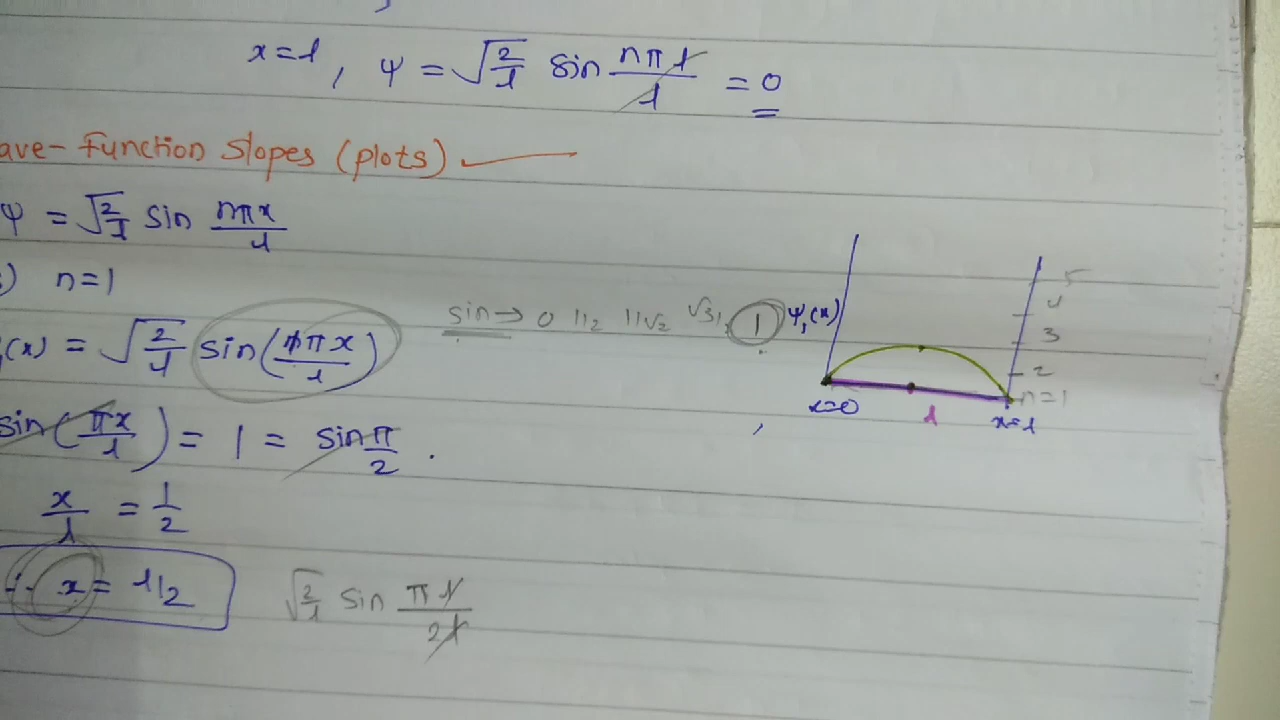 x=l, ψ = √2/l sin nπl/l = 0
ave-Function Slopes (plots)
ψ = √2/l sin nπx/l
) n=1
(x) = √2/l sin(1πx/l)
sin → 0 1/2 1/√2 √3/2 1
ψ₁(x)
5
4
3
2
n=1
x=0 l x=l
sin(πx/l) = 1 = sin π/2 .
x/l = 1/2
∴ x = l/2
√2/l sin πl/2l